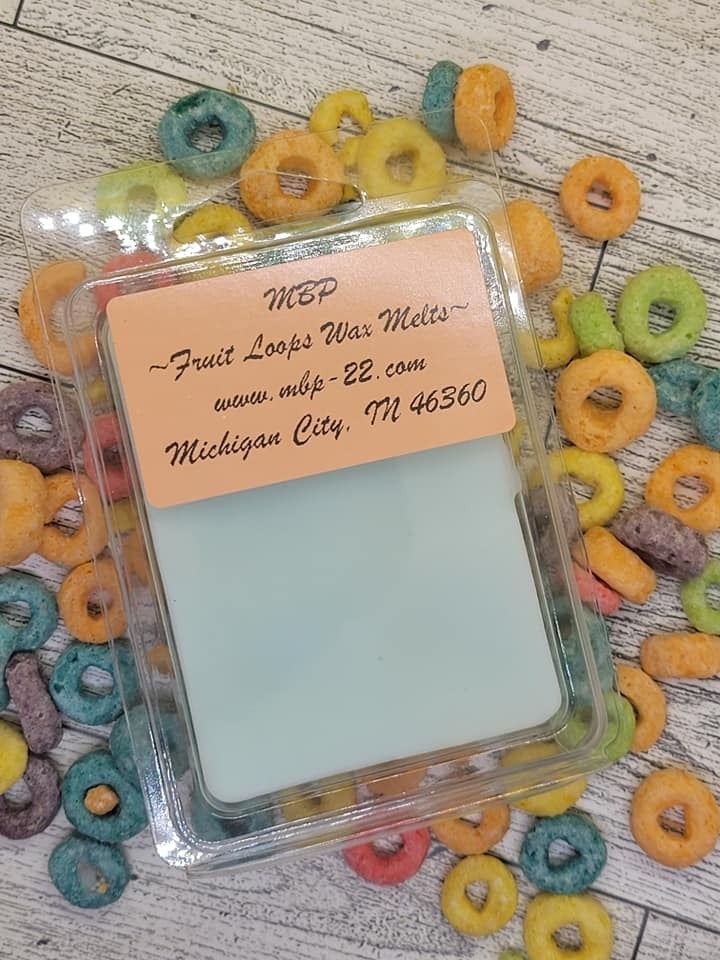 MBP
~Fruit Loops Wax Melts~
www.mbp-22.com
Michigan City, IN 46360